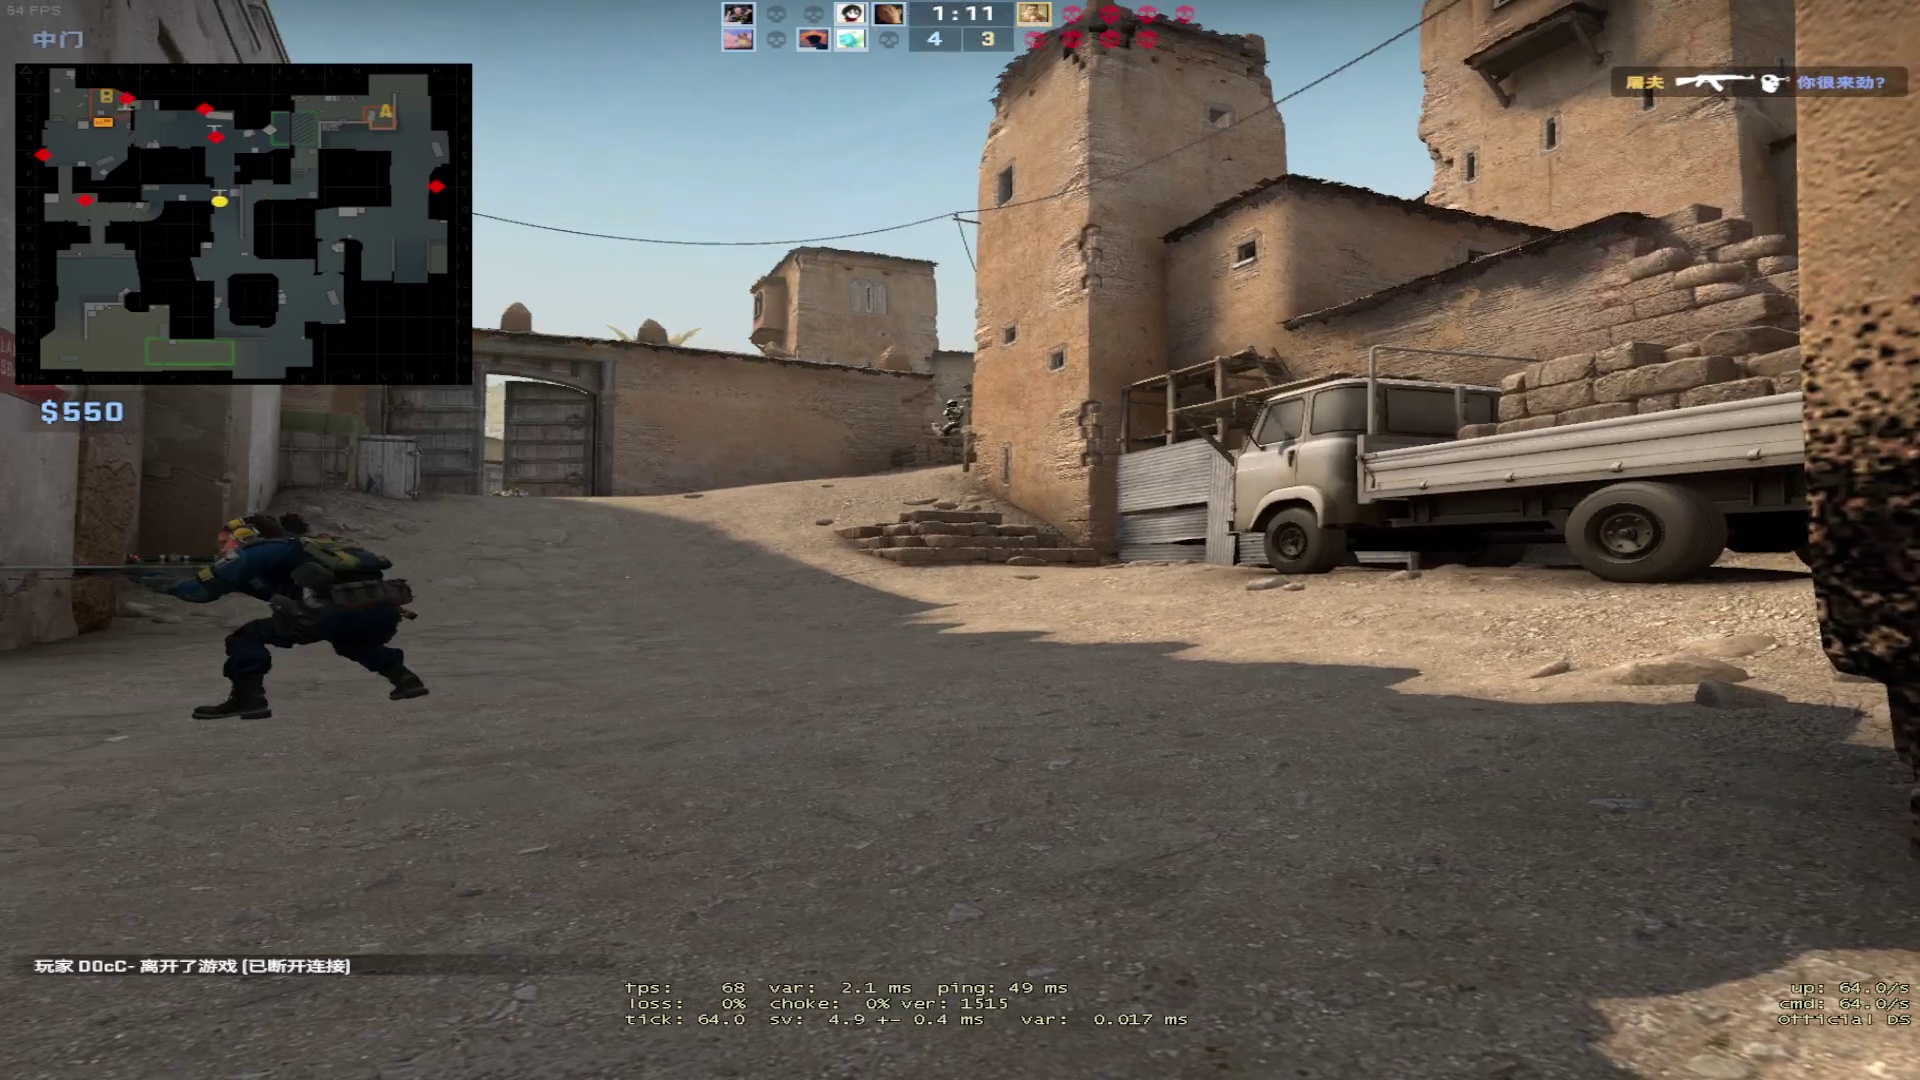 54 FPS
1:11
4 3
中门
B
A
屠夫 你很来劲?
$550
玩家 D0cC- 离开了游戏 (已断开连接)
fps: 68 var: 2.1 ms ping: 49 ms
loss: 0% choke: 0% ver: 1515
tick: 64.0 sv: 4.9 +- 0.4 ms var: 0.017 ms
up: 64.0/s
cmd: 64.0/s
Official DS